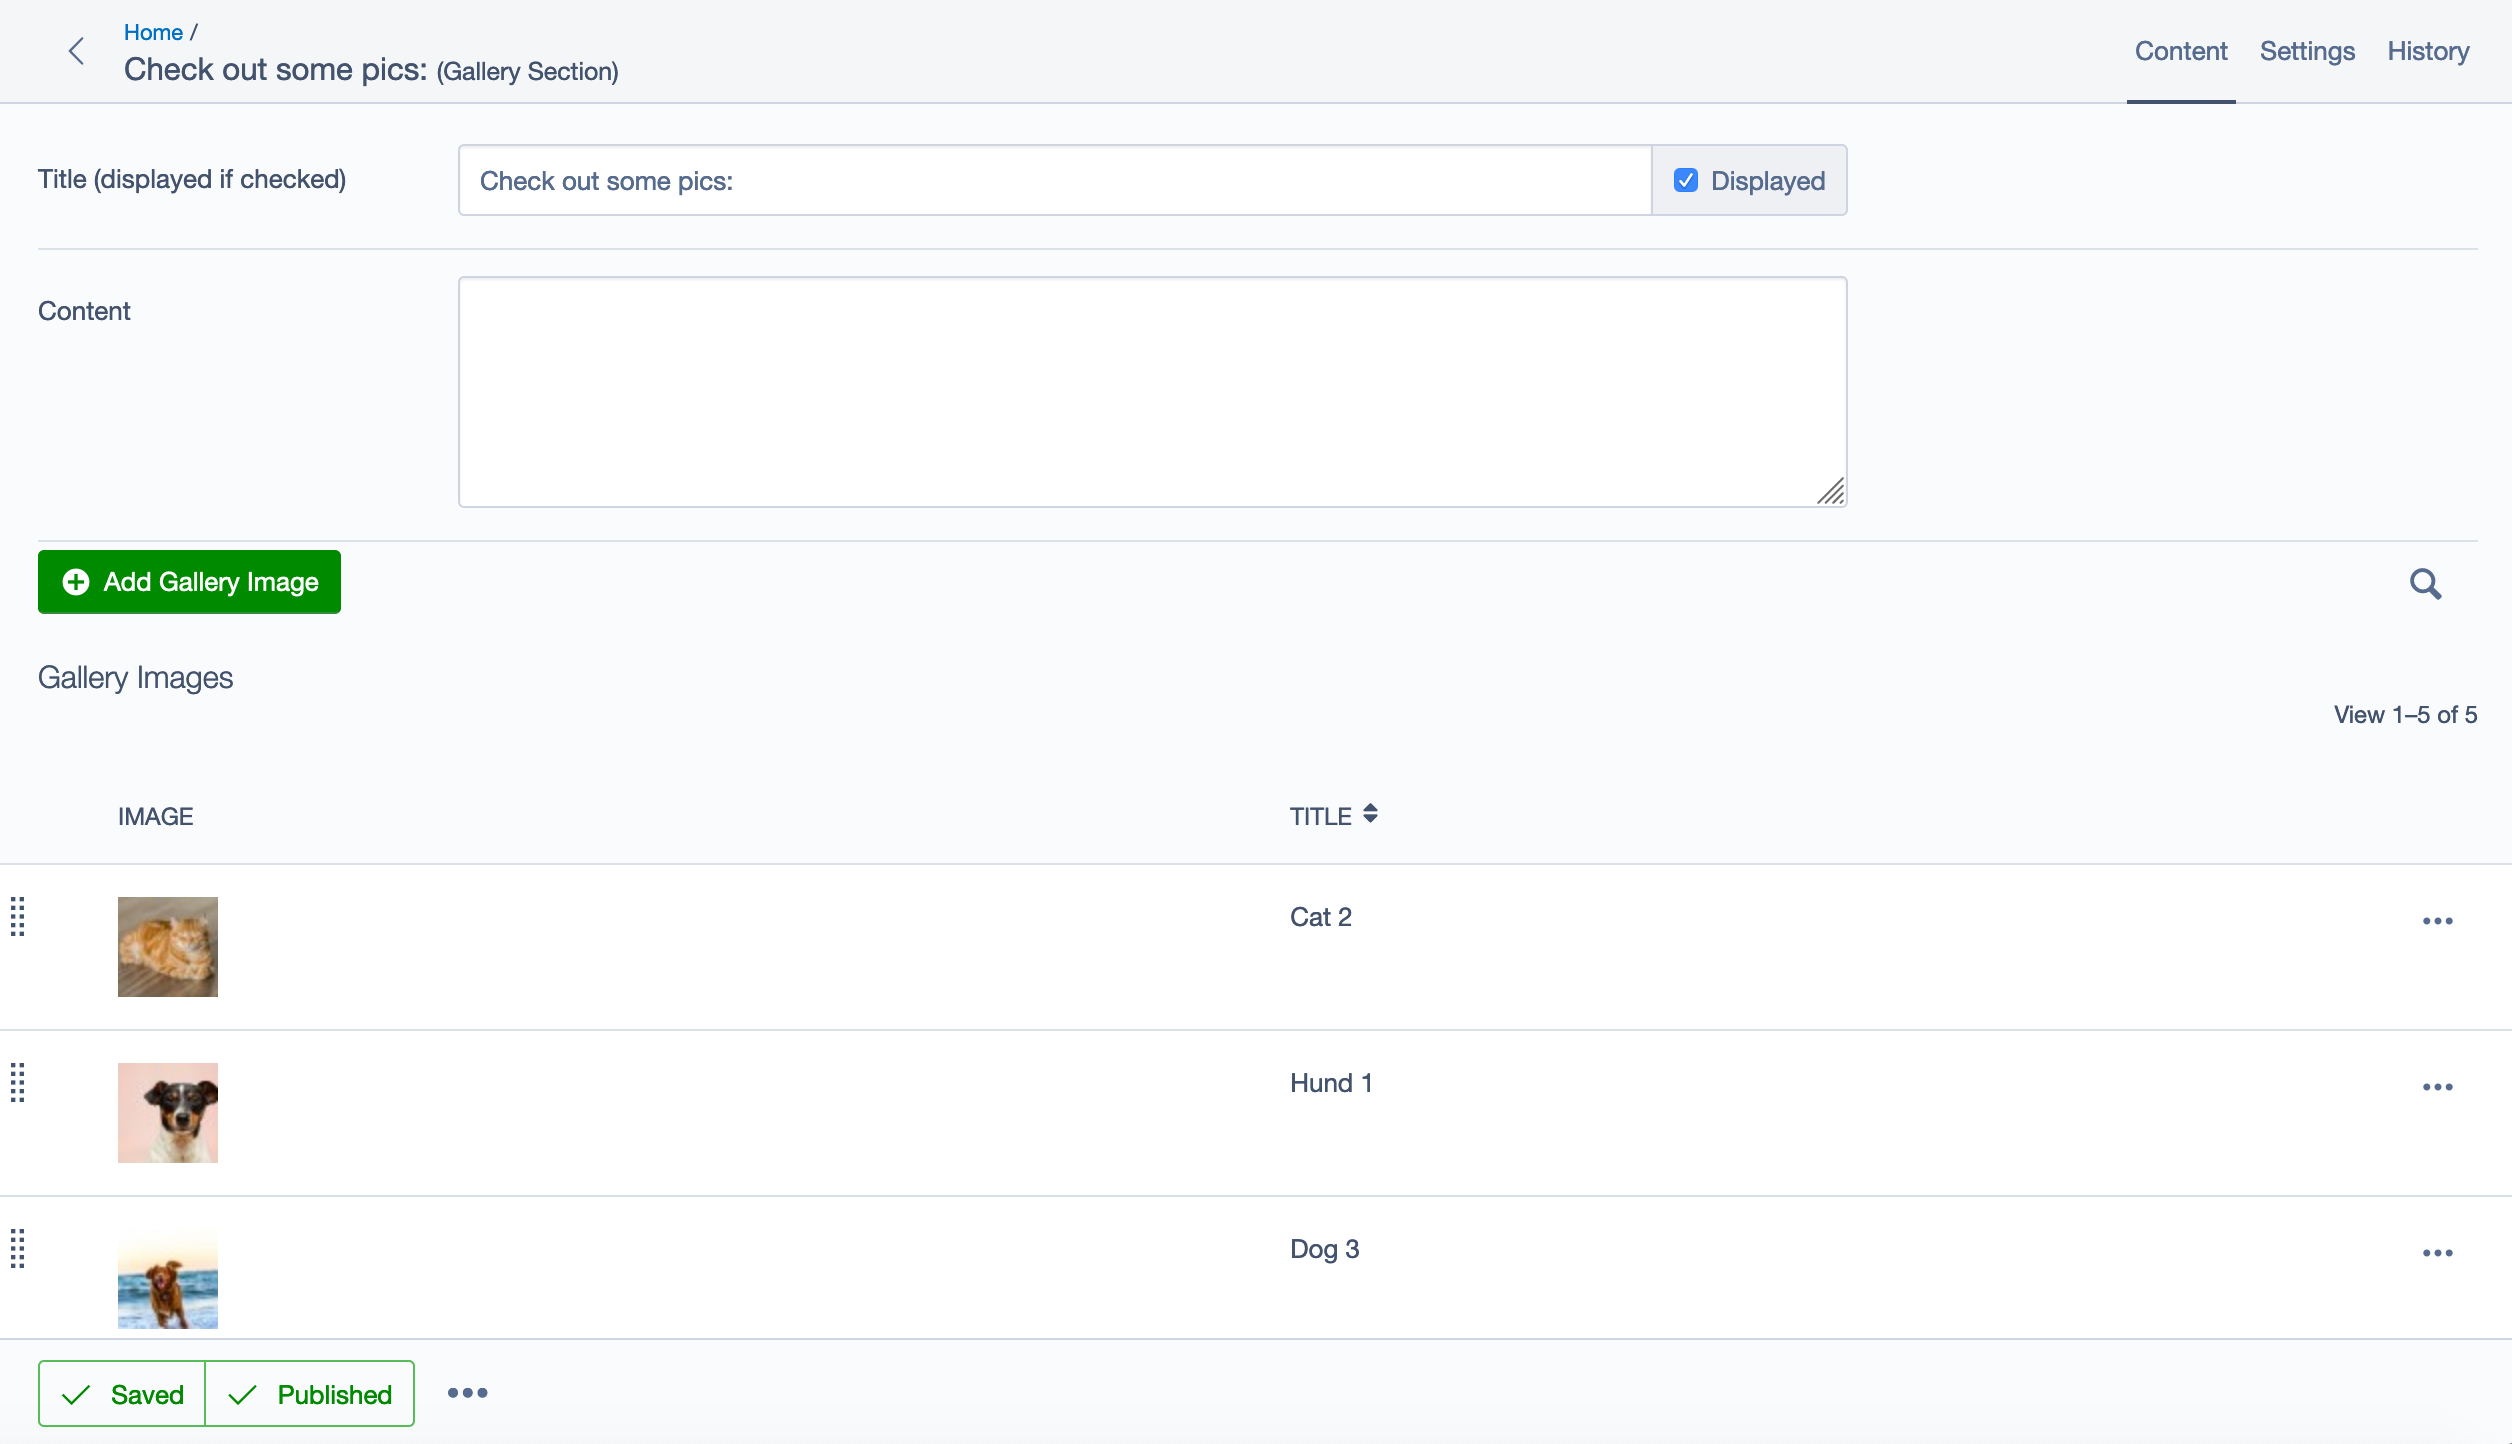 Home /
Check out some pics: (Gallery Section)
Content Settings History
Title (displayed if checked)
Check out some pics:
Displayed
Content
Add Gallery Image
Gallery Images
View 1–5 of 5
IMAGE
TITLE
Cat 2
Hund 1
Dog 3
Saved
Published